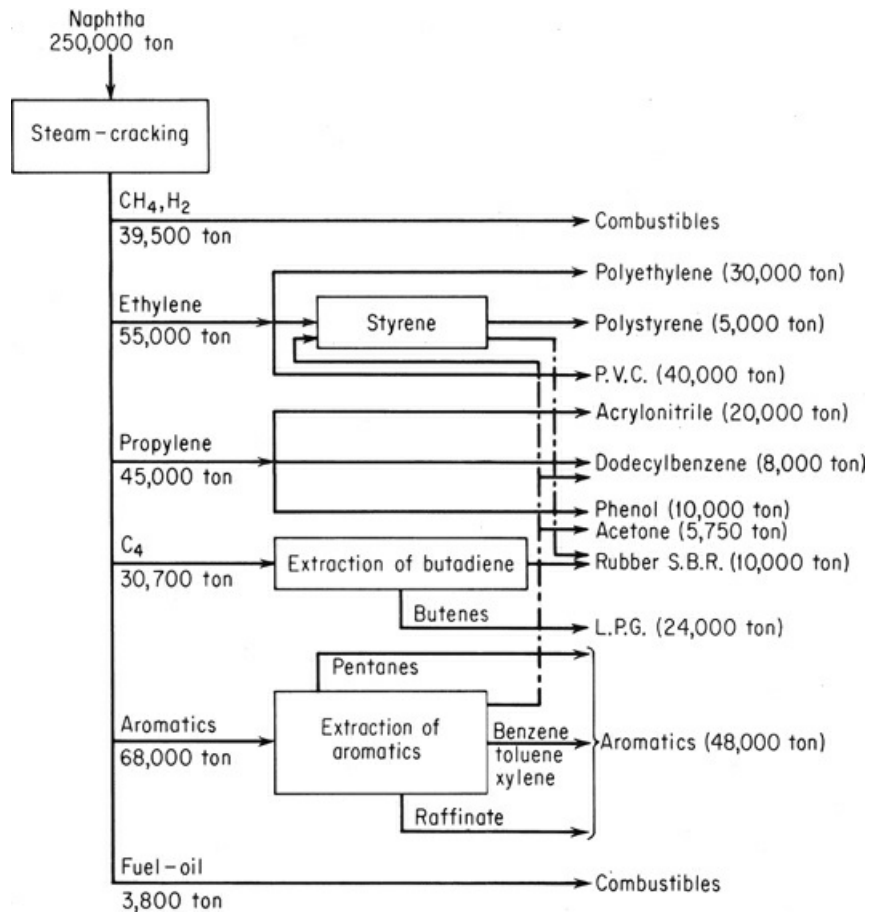 Naphtha
250,000 ton
Steam-cracking
CH₄,H₂
39,500 ton
Combustibles
Polyethylene (30,000 ton)
Ethylene
55,000 ton
Styrene
Polystyrene (5,000 ton)
P.V.C. (40,000 ton)
Acrylonitrile (20,000 ton)
Propylene
45,000 ton
Dodecylbenzene (8,000 ton)
Phenol (10,000 ton)
Acetone (5,750 ton)
C₄
30,700 ton
Extraction of butadiene
Rubber S.B.R. (10,000 ton)
Butenes
L.P.G. (24,000 ton)
Pentanes
Aromatics
68,000 ton
Extraction of
aromatics
Benzene
toluene
xylene
Aromatics (48,000 ton)
Raffinate
Fuel-oil
3,800 ton
Combustibles